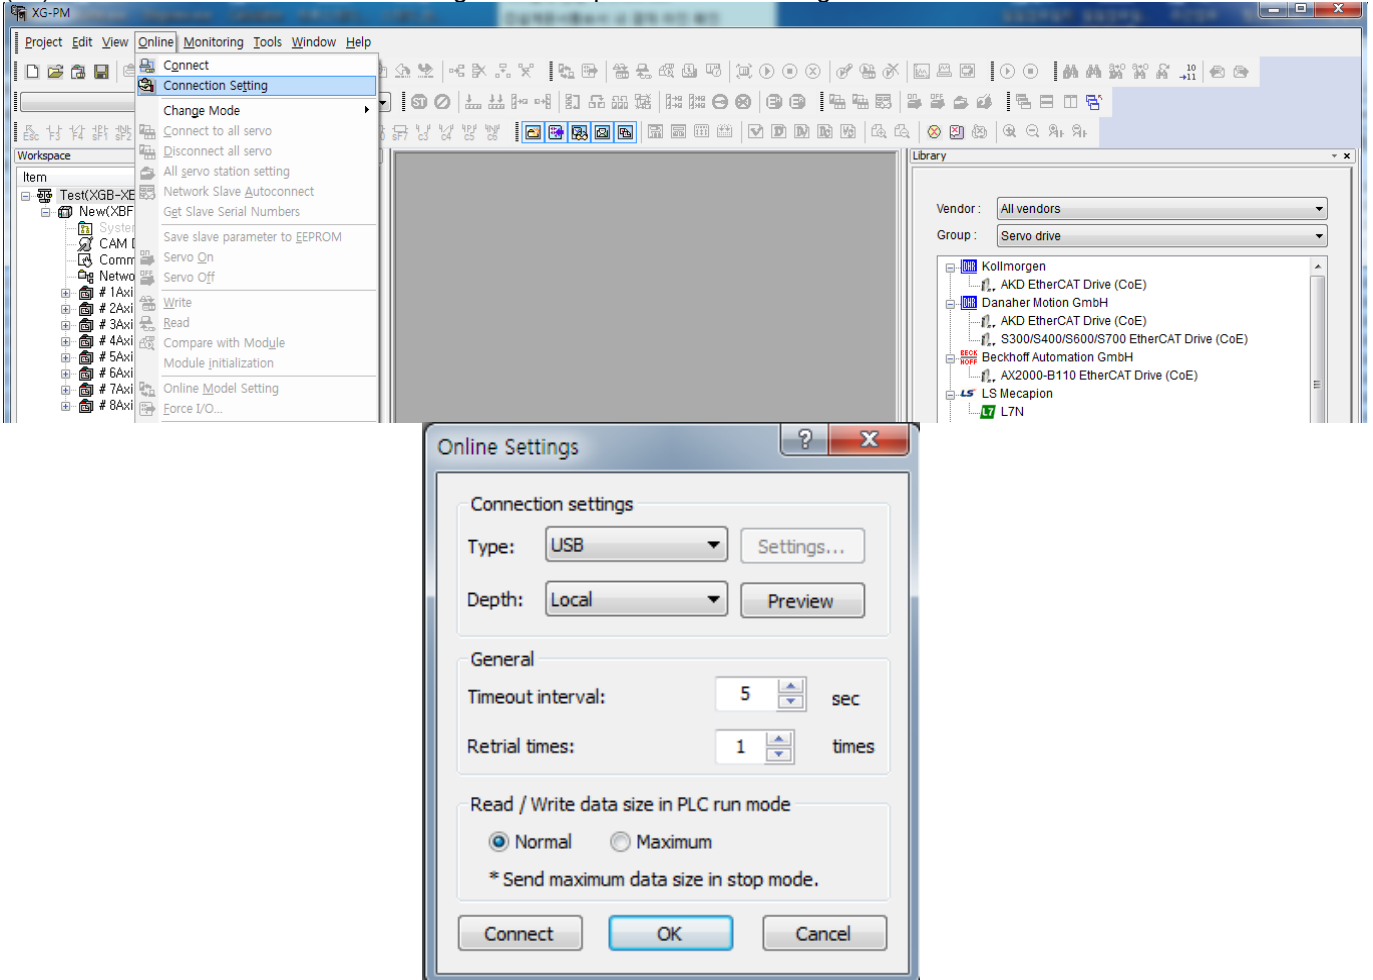 XG-PM
Project Edit View Online Monitoring Tools Window Help
Connect
Connection Setting
Change Mode
Connect to all servo
Disconnect all servo
All servo station setting
Network Slave Autoconnect
Get Slave Serial Numbers
Save slave parameter to EEPROM
Servo On
Servo Off
Write
Read
Compare with Module
Module initialization
Online Model Setting
Force I/O...
Workspace
Item
Test(XGB-XE
New(XBF
System
CAM D
Comm
Netwo
# 1Axi
# 2Axi
# 3Axi
# 4Axi
# 5Axi
# 6Axi
# 7Axi
# 8Axi
Library
Vendor : All vendors
Group : Servo drive
Kollmorgen
AKD EtherCAT Drive (CoE)
Danaher Motion GmbH
AKD EtherCAT Drive (CoE)
S300/S400/S600/S700 EtherCAT Drive (CoE)
Beckhoff Automation GmbH
AX2000-B110 EtherCAT Drive (CoE)
LS Mecapion
L7 L7N
Online Settings
Connection settings
Type: USB Settings...
Depth: Local Preview
General
Timeout interval: 5 sec
Retrial times: 1 times
Read / Write data size in PLC run mode
Normal Maximum
* Send maximum data size in stop mode.
Connect OK Cancel